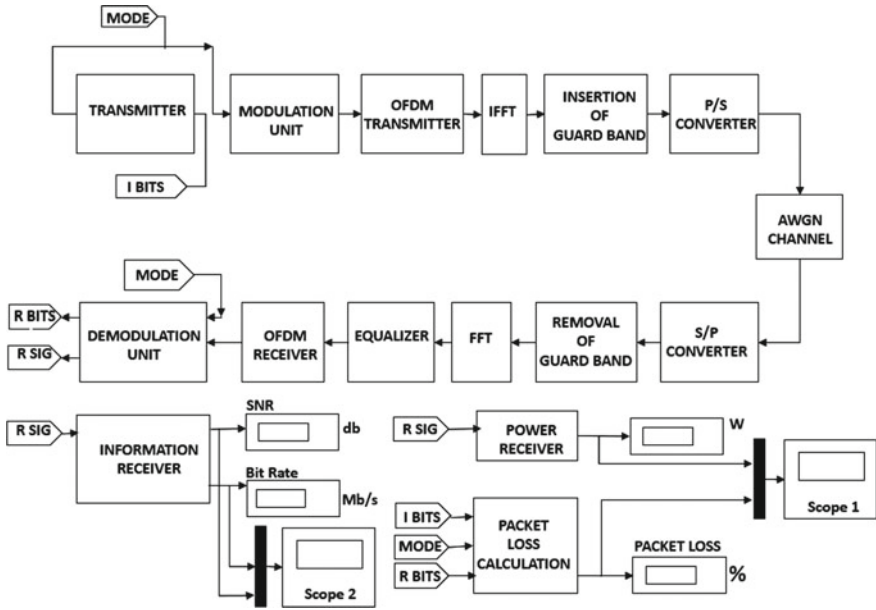 MODE
TRANSMITTER
I BITS
MODULATION
UNIT
OFDM
TRANSMITTER
IFFT
INSERTION
OF
GUARD BAND
P/S
CONVERTER
AWGN
CHANNEL
MODE
R BITS
R SIG
DEMODULATION
UNIT
OFDM
RECEIVER
EQUALIZER
FFT
REMOVAL
OF
GUARD BAND
S/P
CONVERTER
R SIG
INFORMATION
RECEIVER
SNR
db
Bit Rate
Mb/s
Scope 2
R SIG
POWER
RECEIVER
W
Scope 1
I BITS
MODE
R BITS
PACKET
LOSS
CALCULATION
PACKET LOSS
%